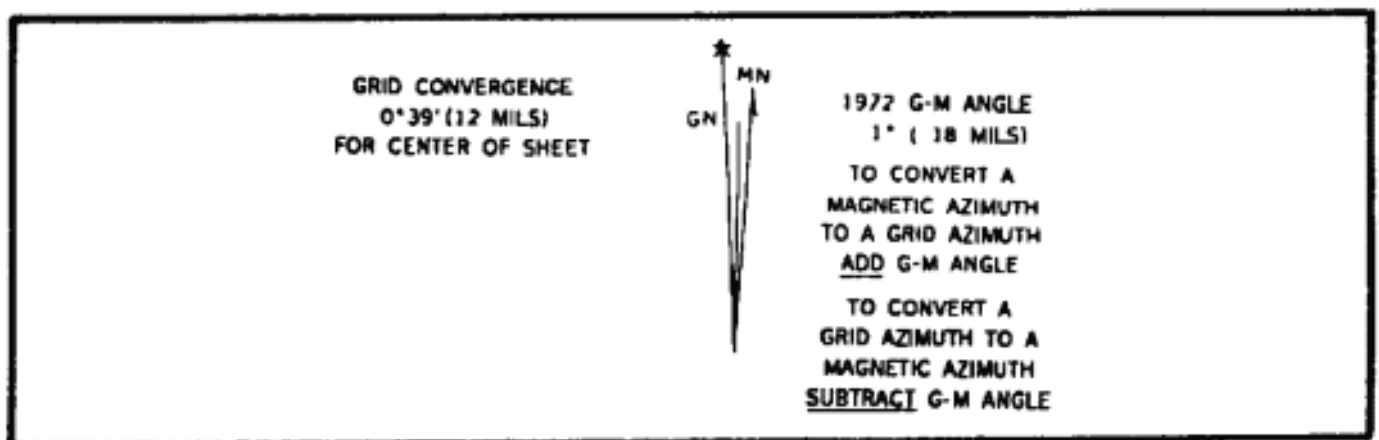 GRID CONVERGENCE
0°39' (12 MILS)
FOR CENTER OF SHEET
MN
GN
1972 G-M ANGLE
1° ( 18 MILS)
TO CONVERT A
MAGNETIC AZIMUTH
TO A GRID AZIMUTH
ADD G-M ANGLE
TO CONVERT A
GRID AZIMUTH TO A
MAGNETIC AZIMUTH
SUBTRACT G-M ANGLE